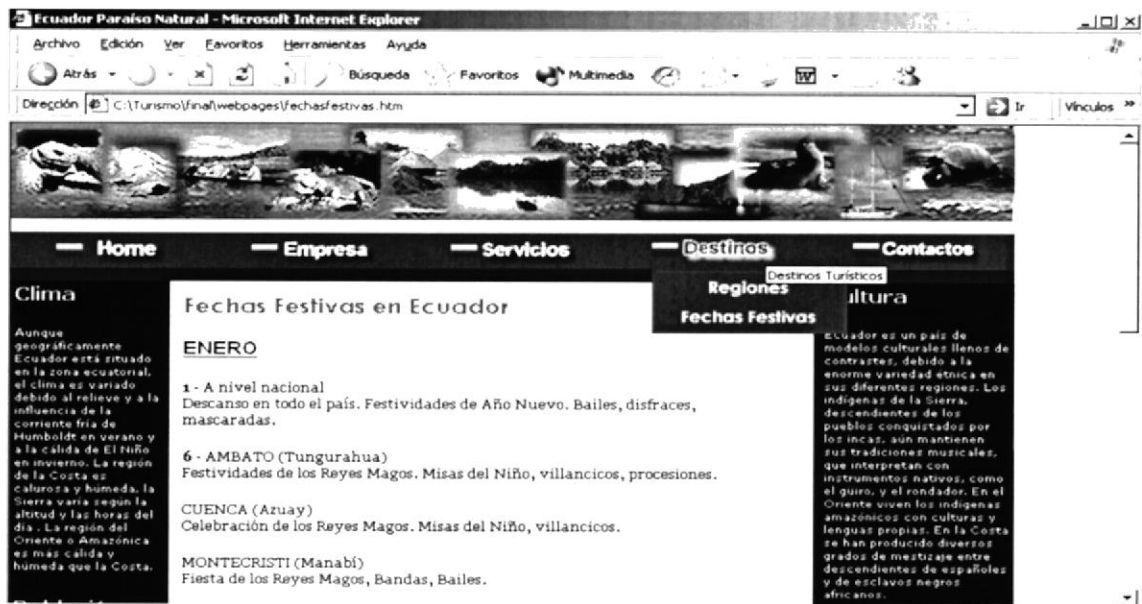 Ecuador Paraíso Natural - Microsoft Internet Explorer
Archivo Edición Ver Favoritos Herramientas Ayuda
Atrás Búsqueda Favoritos Multimedia
Dirección C:\Turismo\final\webpages\fechasfestivas.htm Ir Vínculos »
Home Empresa Servicios Destinos Contactos
Destinos Turísticos
Regiones
Fechas Festivas
Clima
Aunque
geográficamente
Ecuador está situado
en la zona ecuatorial,
el clima es variado
debido al relieve y a la
influencia de la
corriente fría de
Humboldt en verano y
a la cálida de El Niño
en invierno. La región
de la Costa es
calurosa y húmeda, la
Sierra varía según la
altitud y las horas del
día . La región del
Oriente o Amazónica
es más cálida y
húmeda que la Costa.
Fechas Festivas en Ecuador
ENERO
1 - A nivel nacional
Descanso en todo el país. Festividades de Año Nuevo. Bailes, disfraces,
mascaradas.
6 - AMBATO (Tungurahua)
Festividades de los Reyes Magos. Misas del Niño, villancicos, procesiones.
CUENCA (Azuay)
Celebración de los Reyes Magos. Misas del Niño, villancicos.
MONTECRISTI (Manabí)
Fiesta de los Reyes Magos, Bandas, Bailes.
ultura
Ecuador es un país de
modelos culturales llenos de
contrastes, debido a la
enorme variedad étnica en
sus diferentes regiones. Los
indígenas de la Sierra,
descendientes de los
pueblos conquistados por
los incas, aún mantienen
sus tradiciones musicales,
que interpretan con
instrumentos nativos, como
el guiro, y el rondador. En el
Oriente viven los indígenas
amazónicos con culturas y
lenguas propias. En la Costa
se han producido diversos
grados de mestizaje entre
descendientes de españoles
y de esclavos negros
africanos.